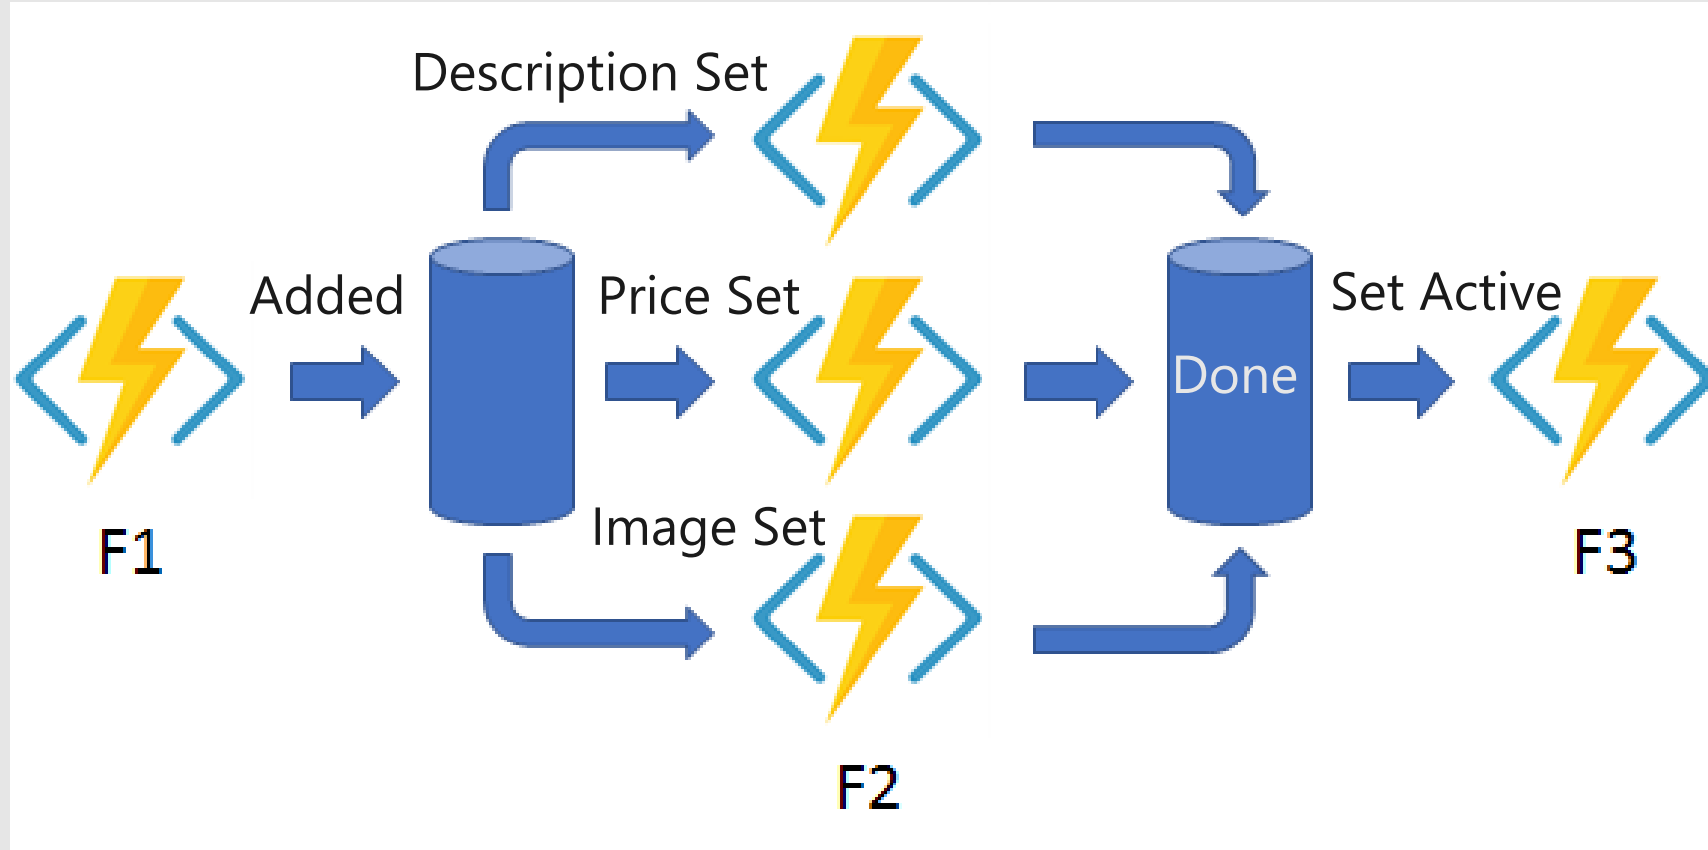 Description Set
Added
Price Set
Set Active
Done
Image Set
F1
F3
F2